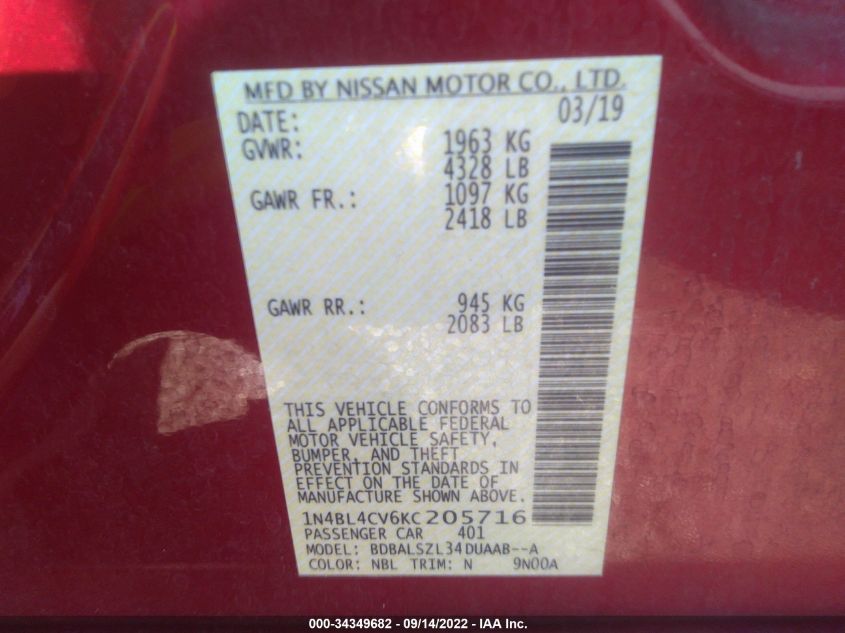 MFD BY NISSAN MOTOR CO., LTD.
DATE: 03/19
GVWR: 1963 KG
4328 LB
GAWR FR.: 1097 KG
2418 LB
GAWR RR.: 945 KG
2083 LB
THIS VEHICLE CONFORMS TO
ALL APPLICABLE FEDERAL
MOTOR VEHICLE SAFETY,
BUMPER, AND THEFT
PREVENTION STANDARDS IN
EFFECT ON THE DATE OF
MANUFACTURE SHOWN ABOVE.
1N4BL4CV6KC205716
PASSENGER CAR 401
MODEL: BDBALSZL34DUAAB--A
COLOR: NBL TRIM: N 9N00A
000-34349682 - 09/14/2022 - IAA Inc.